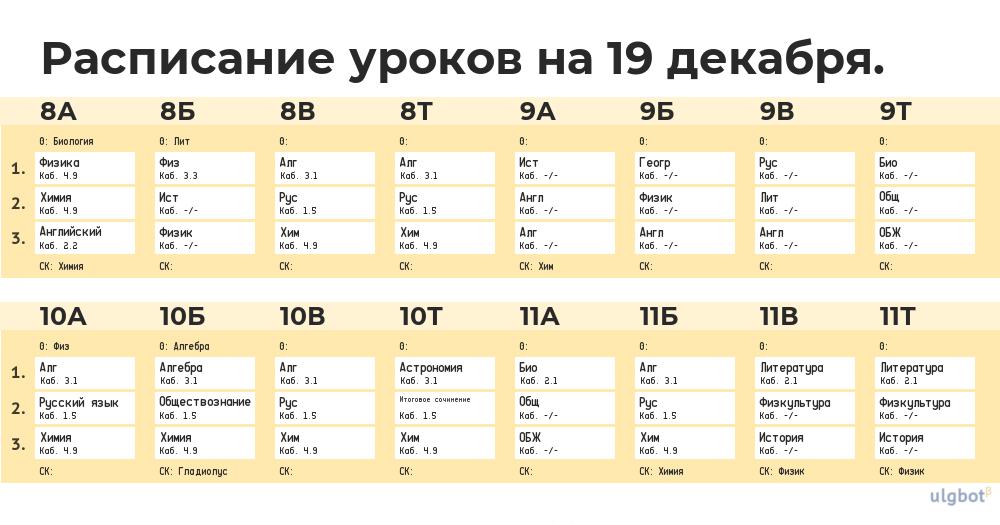 Расписание уроков на 19 декабря.
8А 8Б 8В 8Т 9А 9Б 9В 9Т
0: Биология 0: Лит 0: 0: 0: 0: 0: 0:
1. Физика Физ Алг Алг Ист Геогр Рус Био
Каб. 4.9 Каб. 3.3 Каб. 3.1 Каб. 3.1 Каб. -/- Каб. -/- Каб. -/- Каб. -/-
2. Химия Ист Рус Рус Англ Физик Лит Общ
Каб. 4.9 Каб. -/- Каб. 1.5 Каб. 1.5 Каб. -/- Каб. -/- Каб. -/- Каб. -/-
3. Английский Физик Хим Хим Алг Англ Англ ОБЖ
Каб. 2.2 Каб. -/- Каб. 4.9 Каб. 4.9 Каб. -/- Каб. -/- Каб. -/- Каб. -/-
СК: Химия СК: СК: СК: СК: Хим СК: СК: СК:
10А 10Б 10В 10Т 11А 11Б 11В 11Т
0: Физ 0: Алгебра 0: 0: 0: 0: 0: 0:
1. Алг Алгебра Алг Астрономия Био Алг Литература Литература
Каб. 3.1 Каб. 3.1 Каб. 3.1 Каб. 3.1 Каб. 2.1 Каб. 3.1 Каб. 2.1 Каб. 2.1
2. Русский язык Обществознание Рус Итоговое сочинение Общ Рус Физкультура Физкультура
Каб. 1.5 Каб. 1.5 Каб. 1.5 Каб. 1.5 Каб. -/- Каб. 1.5 Каб. -/- Каб. -/-
3. Химия Химия Хим Хим ОБЖ Хим История История
Каб. 4.9 Каб. 4.9 Каб. 4.9 Каб. 4.9 Каб. -/- Каб. 4.9 Каб. -/- Каб. -/-
СК: СК: Гладиолус СК: СК: СК: СК: Химия СК: Физик СК: Физик
ulgbotβ